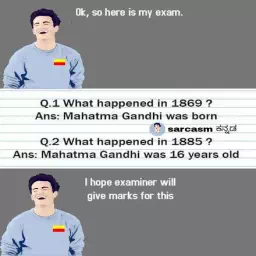 Ok, so here is my exam.
Q.1 What happened in 1869 ?
Ans: Mahatma Gandhi was born
sarcasm ಕನ್ನಡ
Q.2 What happened in 1885 ?
Ans: Mahatma Gandhi was 16 years old
I hope examiner will
give marks for this